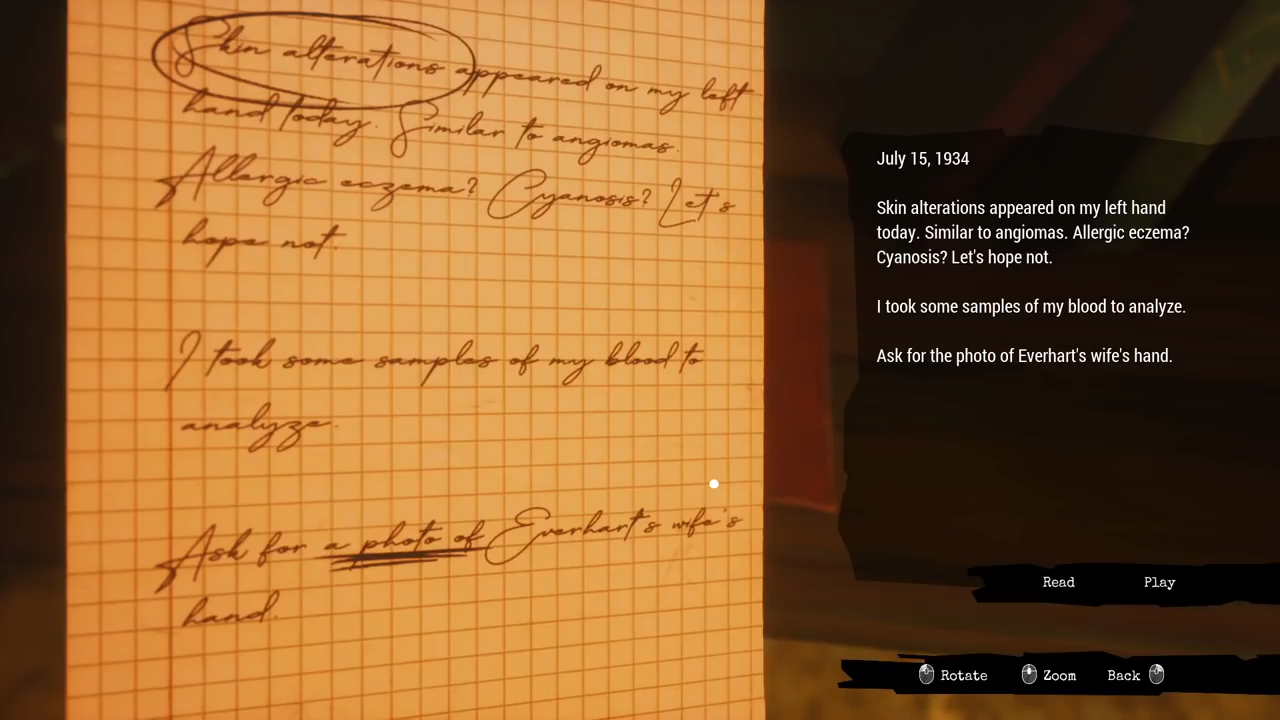 Skin alterations appeared on my left
hand today. Similar to angiomas.
Allergic eczema? Cyanosis? Let's
hope not.
I took some samples of my blood to
analyze.
Ask for a photo of Everhart's wife's
hand.
July 15, 1934
Skin alterations appeared on my left hand
today. Similar to angiomas. Allergic eczema?
Cyanosis? Let's hope not.
I took some samples of my blood to analyze.
Ask for the photo of Everhart's wife's hand.
Read Play
Rotate Zoom Back